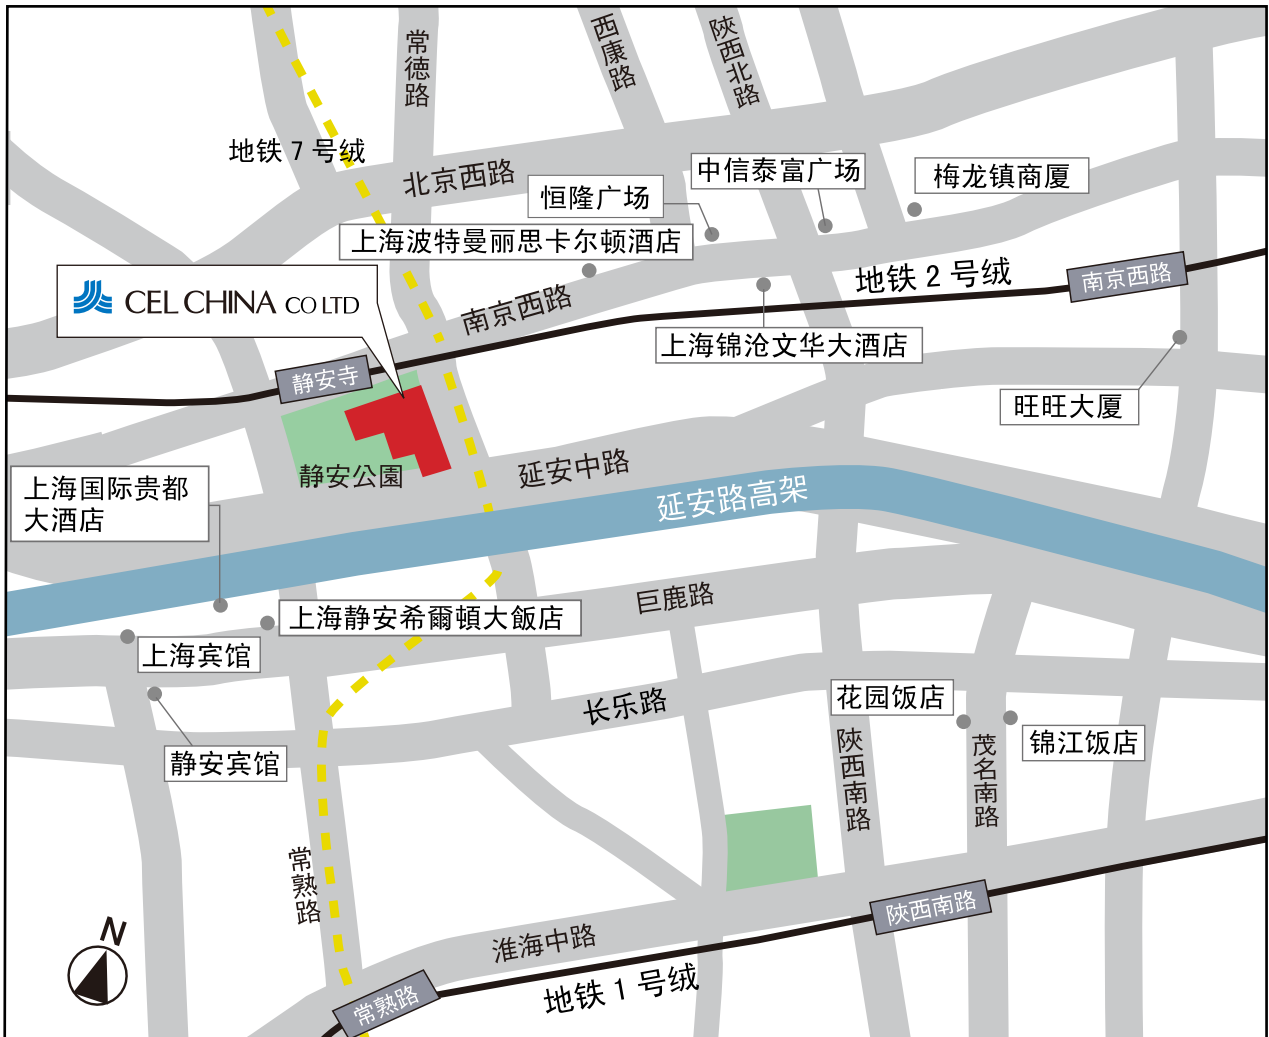 常德路
西康路
陝西北路
地铁 7 号绒
北京西路
中信泰富广场
梅龙镇商厦
恒隆广场
上海波特曼丽思卡尔顿酒店
CEL CHINA CO LTD
南京西路
地铁 2 号绒
南京西路
上海锦沧文华大酒店
静安寺
旺旺大厦
静安公園
延安中路
上海国际贵都
大酒店
延安路高架
巨鹿路
上海静安希爾頓大飯店
上海宾馆
花园饭店
长乐路
静安宾馆
陝西南路
茂名南路
锦江饭店
常熟路
陝西南路
N
淮海中路
地铁 1 号绒
常熟路